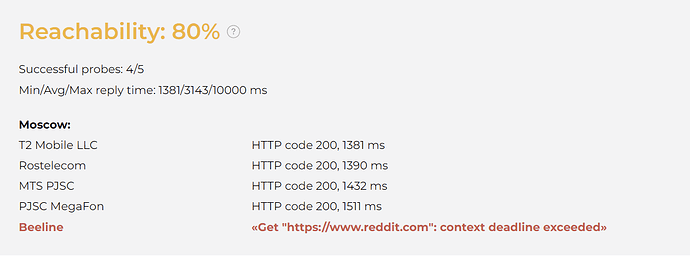 Reachability: 80% ?
Successful probes: 4/5
Min/Avg/Max reply time: 1381/3143/10000 ms
Moscow:
T2 Mobile LLC HTTP code 200, 1381 ms
Rostelecom HTTP code 200, 1390 ms
MTS PJSC HTTP code 200, 1432 ms
PJSC MegaFon HTTP code 200, 1511 ms
Beeline «Get "https://www.reddit.com": context deadline exceeded»